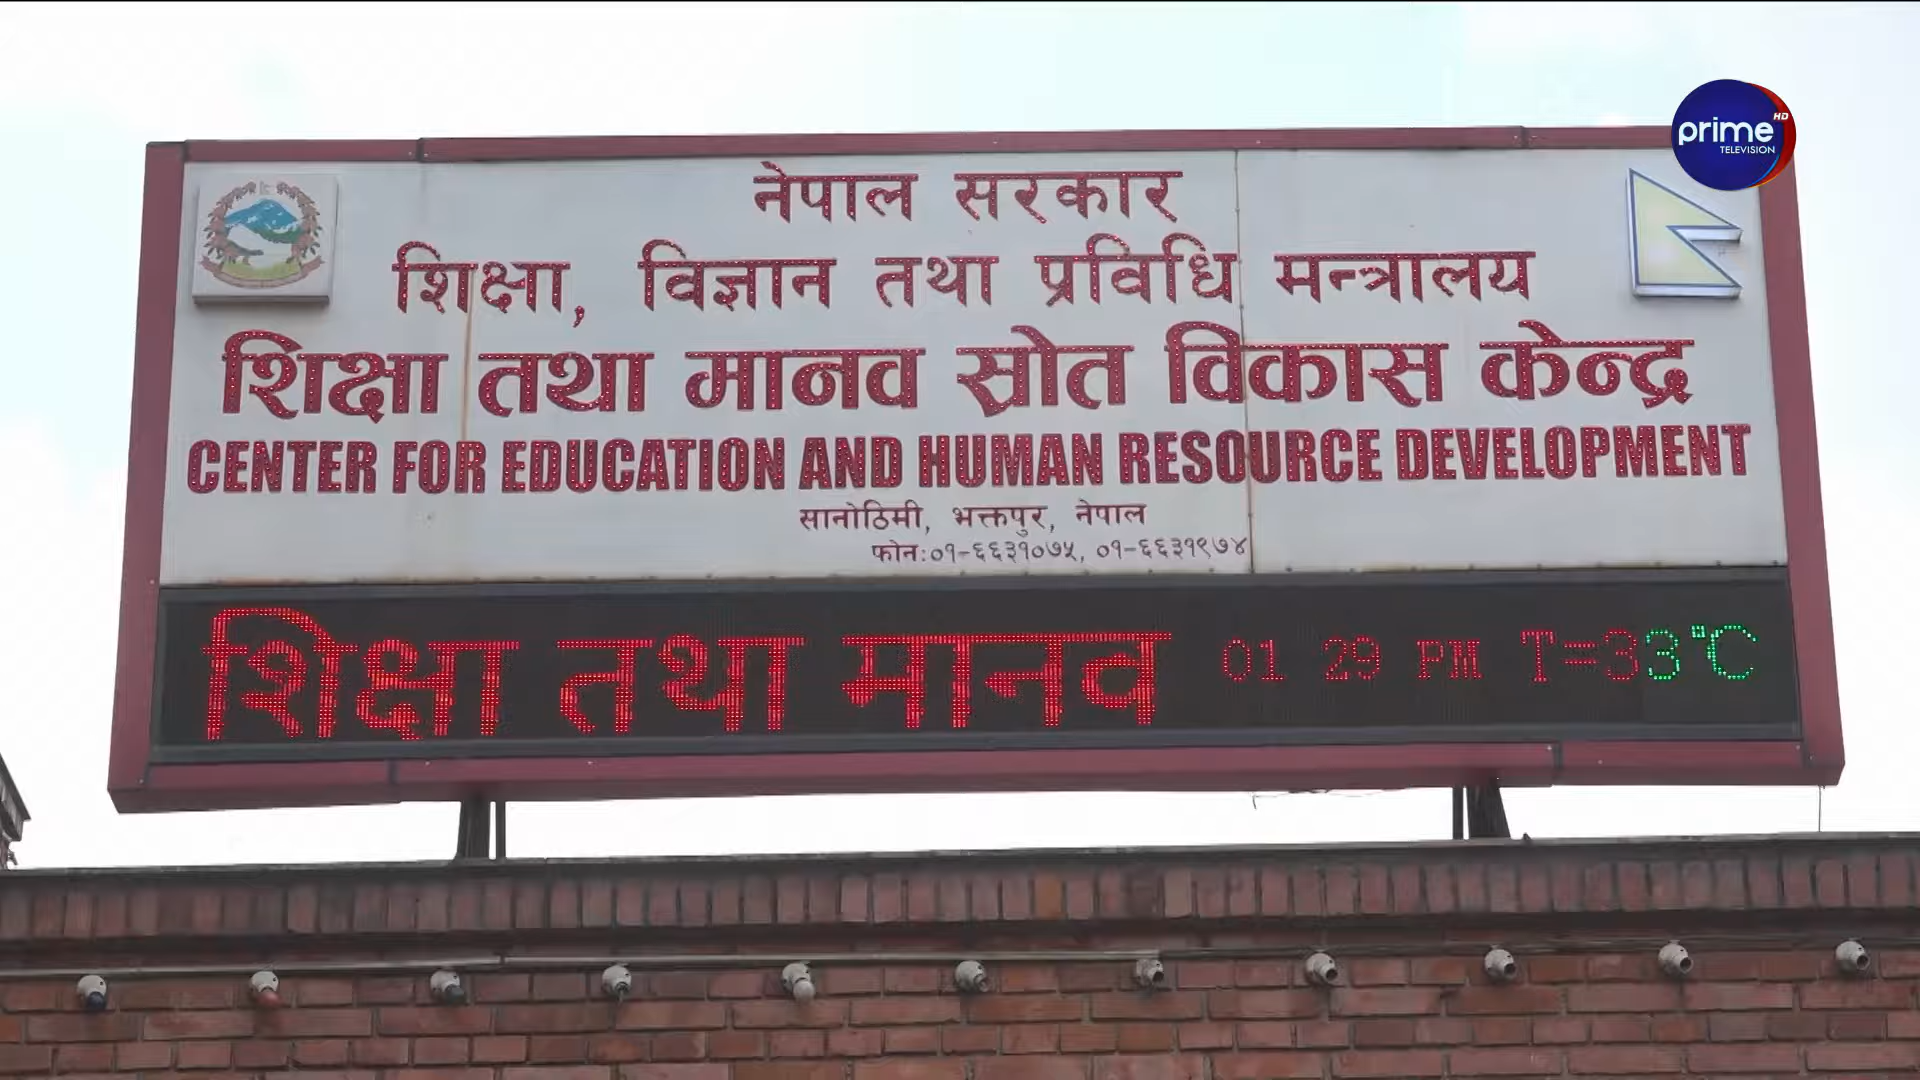 prime HD
TELEVISION
नेपाल सरकार
शिक्षा, विज्ञान तथा प्रविधि मन्त्रालय
शिक्षा तथा मानव स्रोत विकास केन्द्र
CENTER FOR EDUCATION AND HUMAN RESOURCE DEVELOPMENT
सानोठिमी, भक्तपुर, नेपाल
फोन:०१-६६३१०७५, ०१-६६३१९७४
शिक्षा तथा मानव 01 29 PM T=33°C